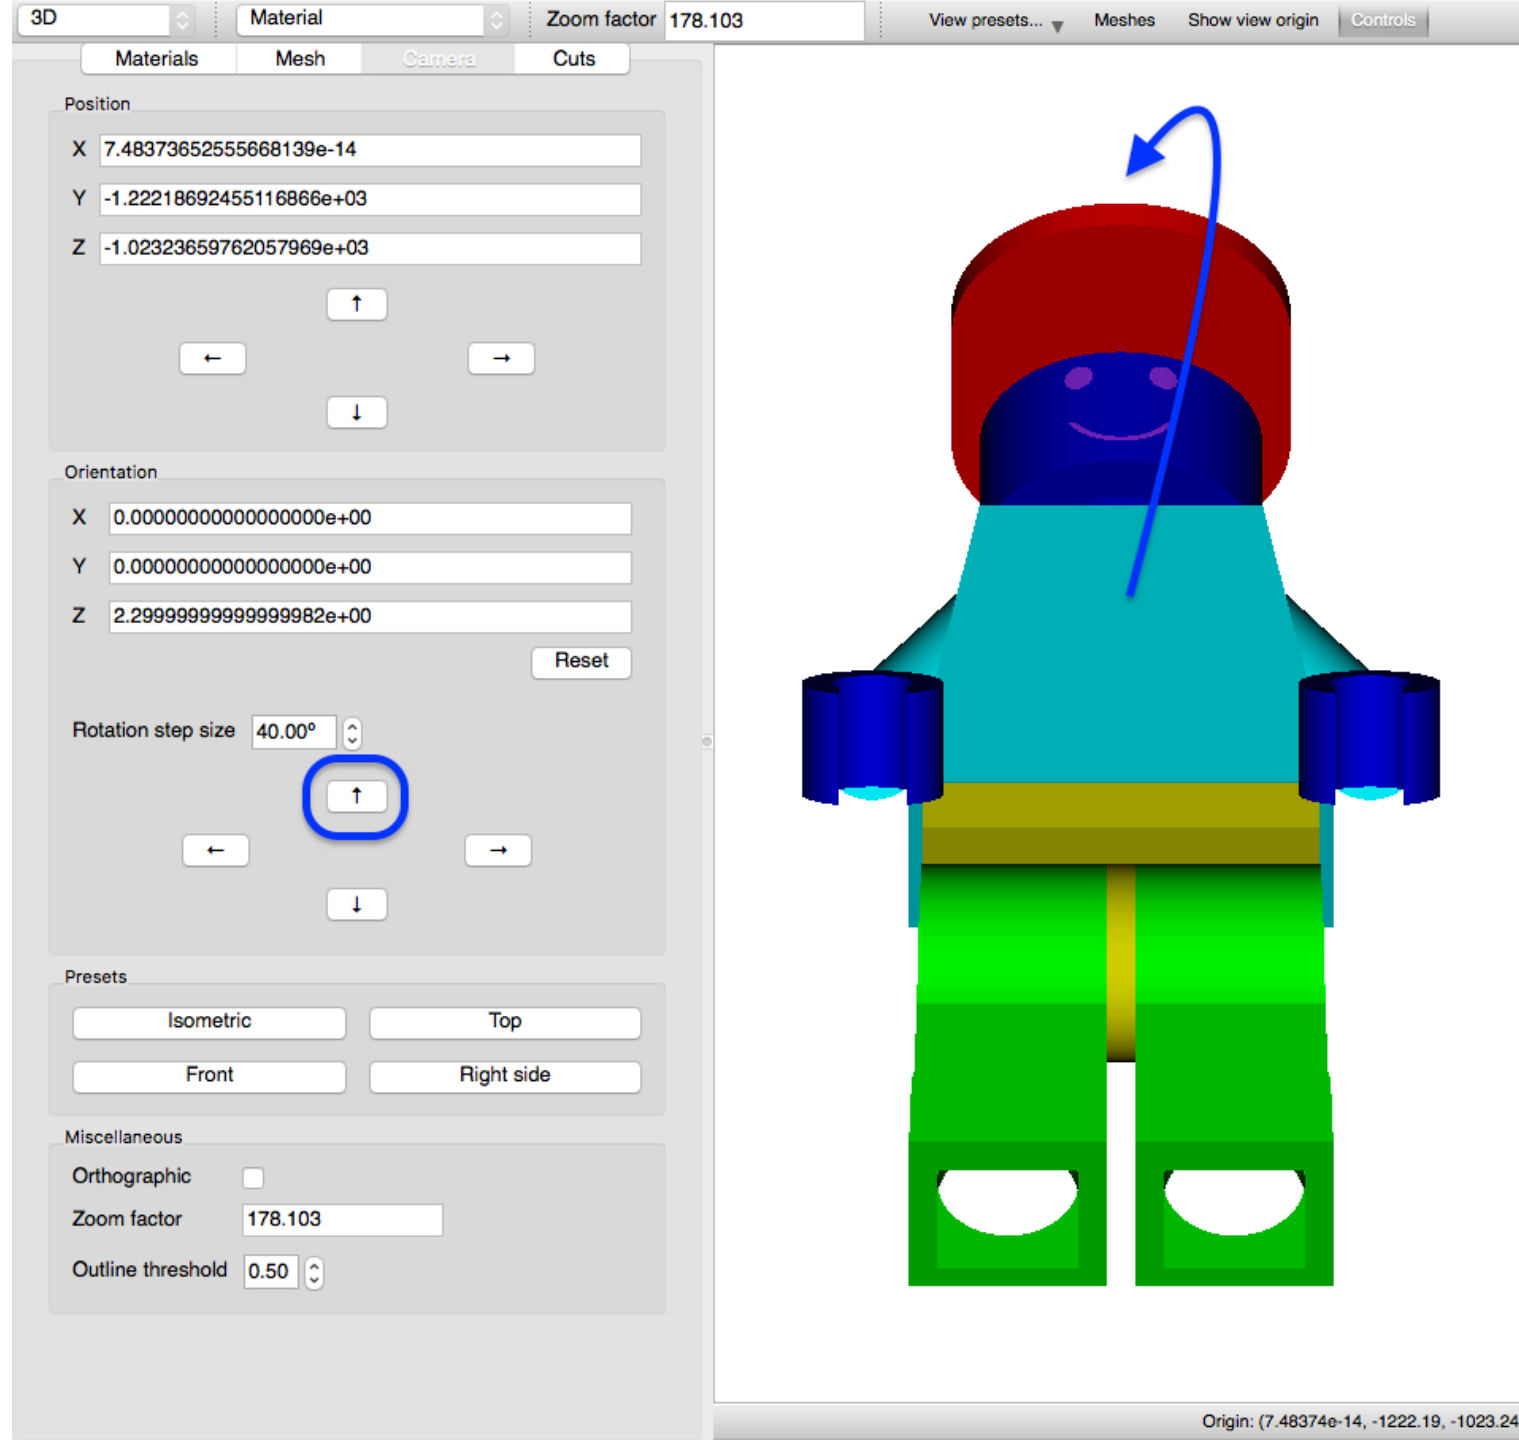 3D Material Zoom factor 178.103 View presets... Meshes Show view origin Controls
Materials Mesh Camera Cuts
Position
X 7.48373652555668139e-14
Y -1.22218692455116866e+03
Z -1.02323659762057969e+03
↑
← →
↓
Orientation
X 0.00000000000000000e+00
Y 0.00000000000000000e+00
Z 2.29999999999999982e+00
Reset
Rotation step size 40.00º
↑
← →
↓
Presets
Isometric Top
Front Right side
Miscellaneous
Orthographic
Zoom factor 178.103
Outline threshold 0.50
Origin: (7.48374e-14, -1222.19, -1023.24